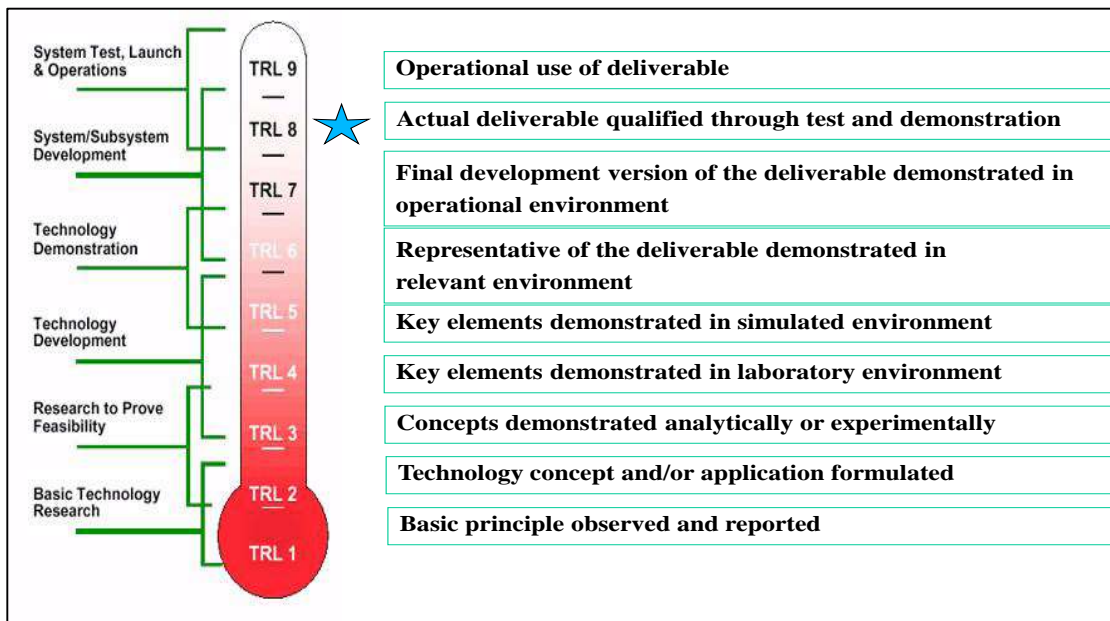 System Test, Launch
& Operations
System/Subsystem
Development
Technology
Demonstration
Technology
Development
Research to Prove
Feasibility
Basic Technology
Research
TRL 9
TRL 8
TRL 7
TRL 6
TRL 5
TRL 4
TRL 3
TRL 2
TRL 1
Operational use of deliverable
Actual deliverable qualified through test and demonstration
Final development version of the deliverable demonstrated in
operational environment
Representative of the deliverable demonstrated in
relevant environment
Key elements demonstrated in simulated environment
Key elements demonstrated in laboratory environment
Concepts demonstrated analytically or experimentally
Technology concept and/or application formulated
Basic principle observed and reported